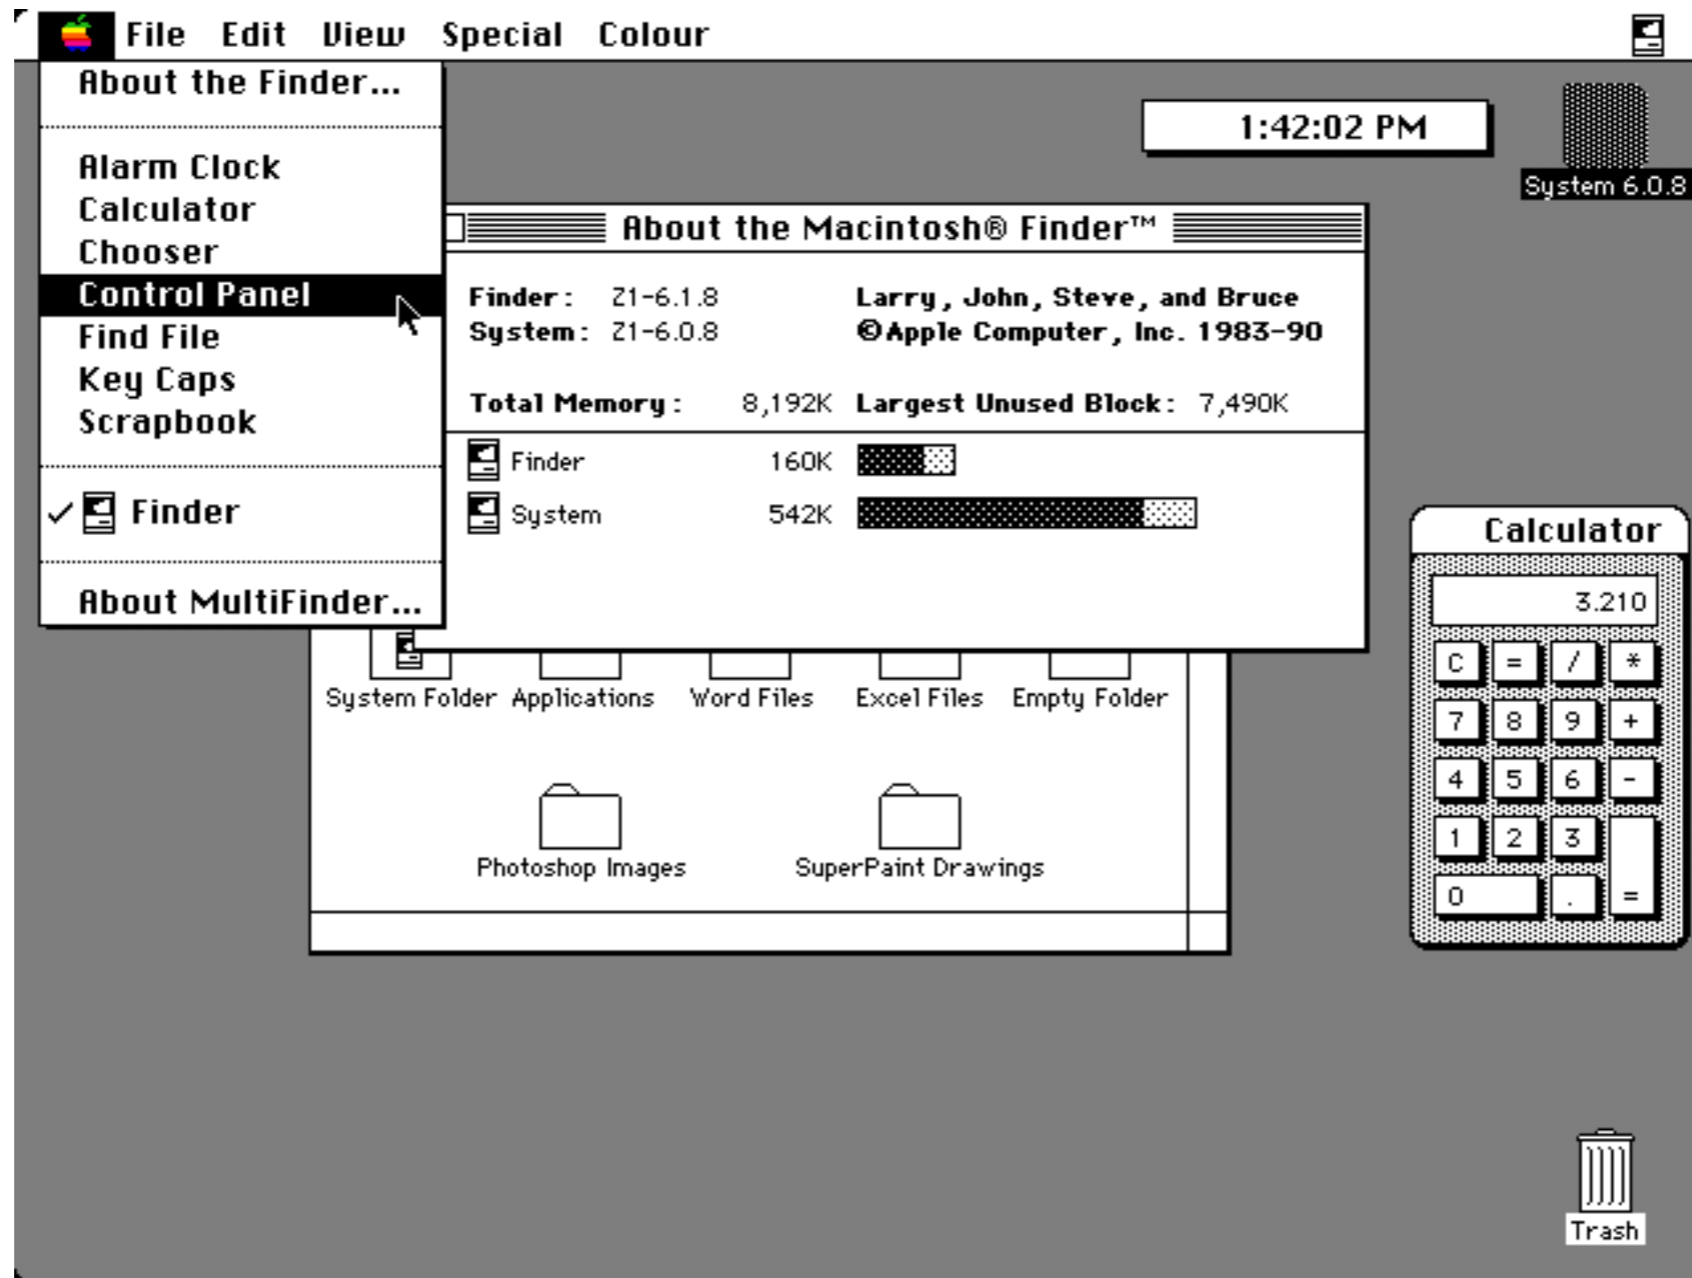 File Edit View Special Colour
About the Finder...
Alarm Clock
Calculator
Chooser
Control Panel
Find File
Key Caps
Scrapbook
Finder
About MultiFinder...
1:42:02 PM
System 6.0.8
About the Macintosh® Finder™
Finder: Z1-6.1.8 Larry, John, Steve, and Bruce
System: Z1-6.0.8 ©Apple Computer, Inc. 1983-90
Total Memory: 8,192K Largest Unused Block: 7,490K
Finder 160K
System 542K
System Folder Applications Word Files Excel Files Empty Folder
Photoshop Images SuperPaint Drawings
Calculator
3.210
C = / *
7 8 9 +
4 5 6 -
1 2 3
0 . =
Trash